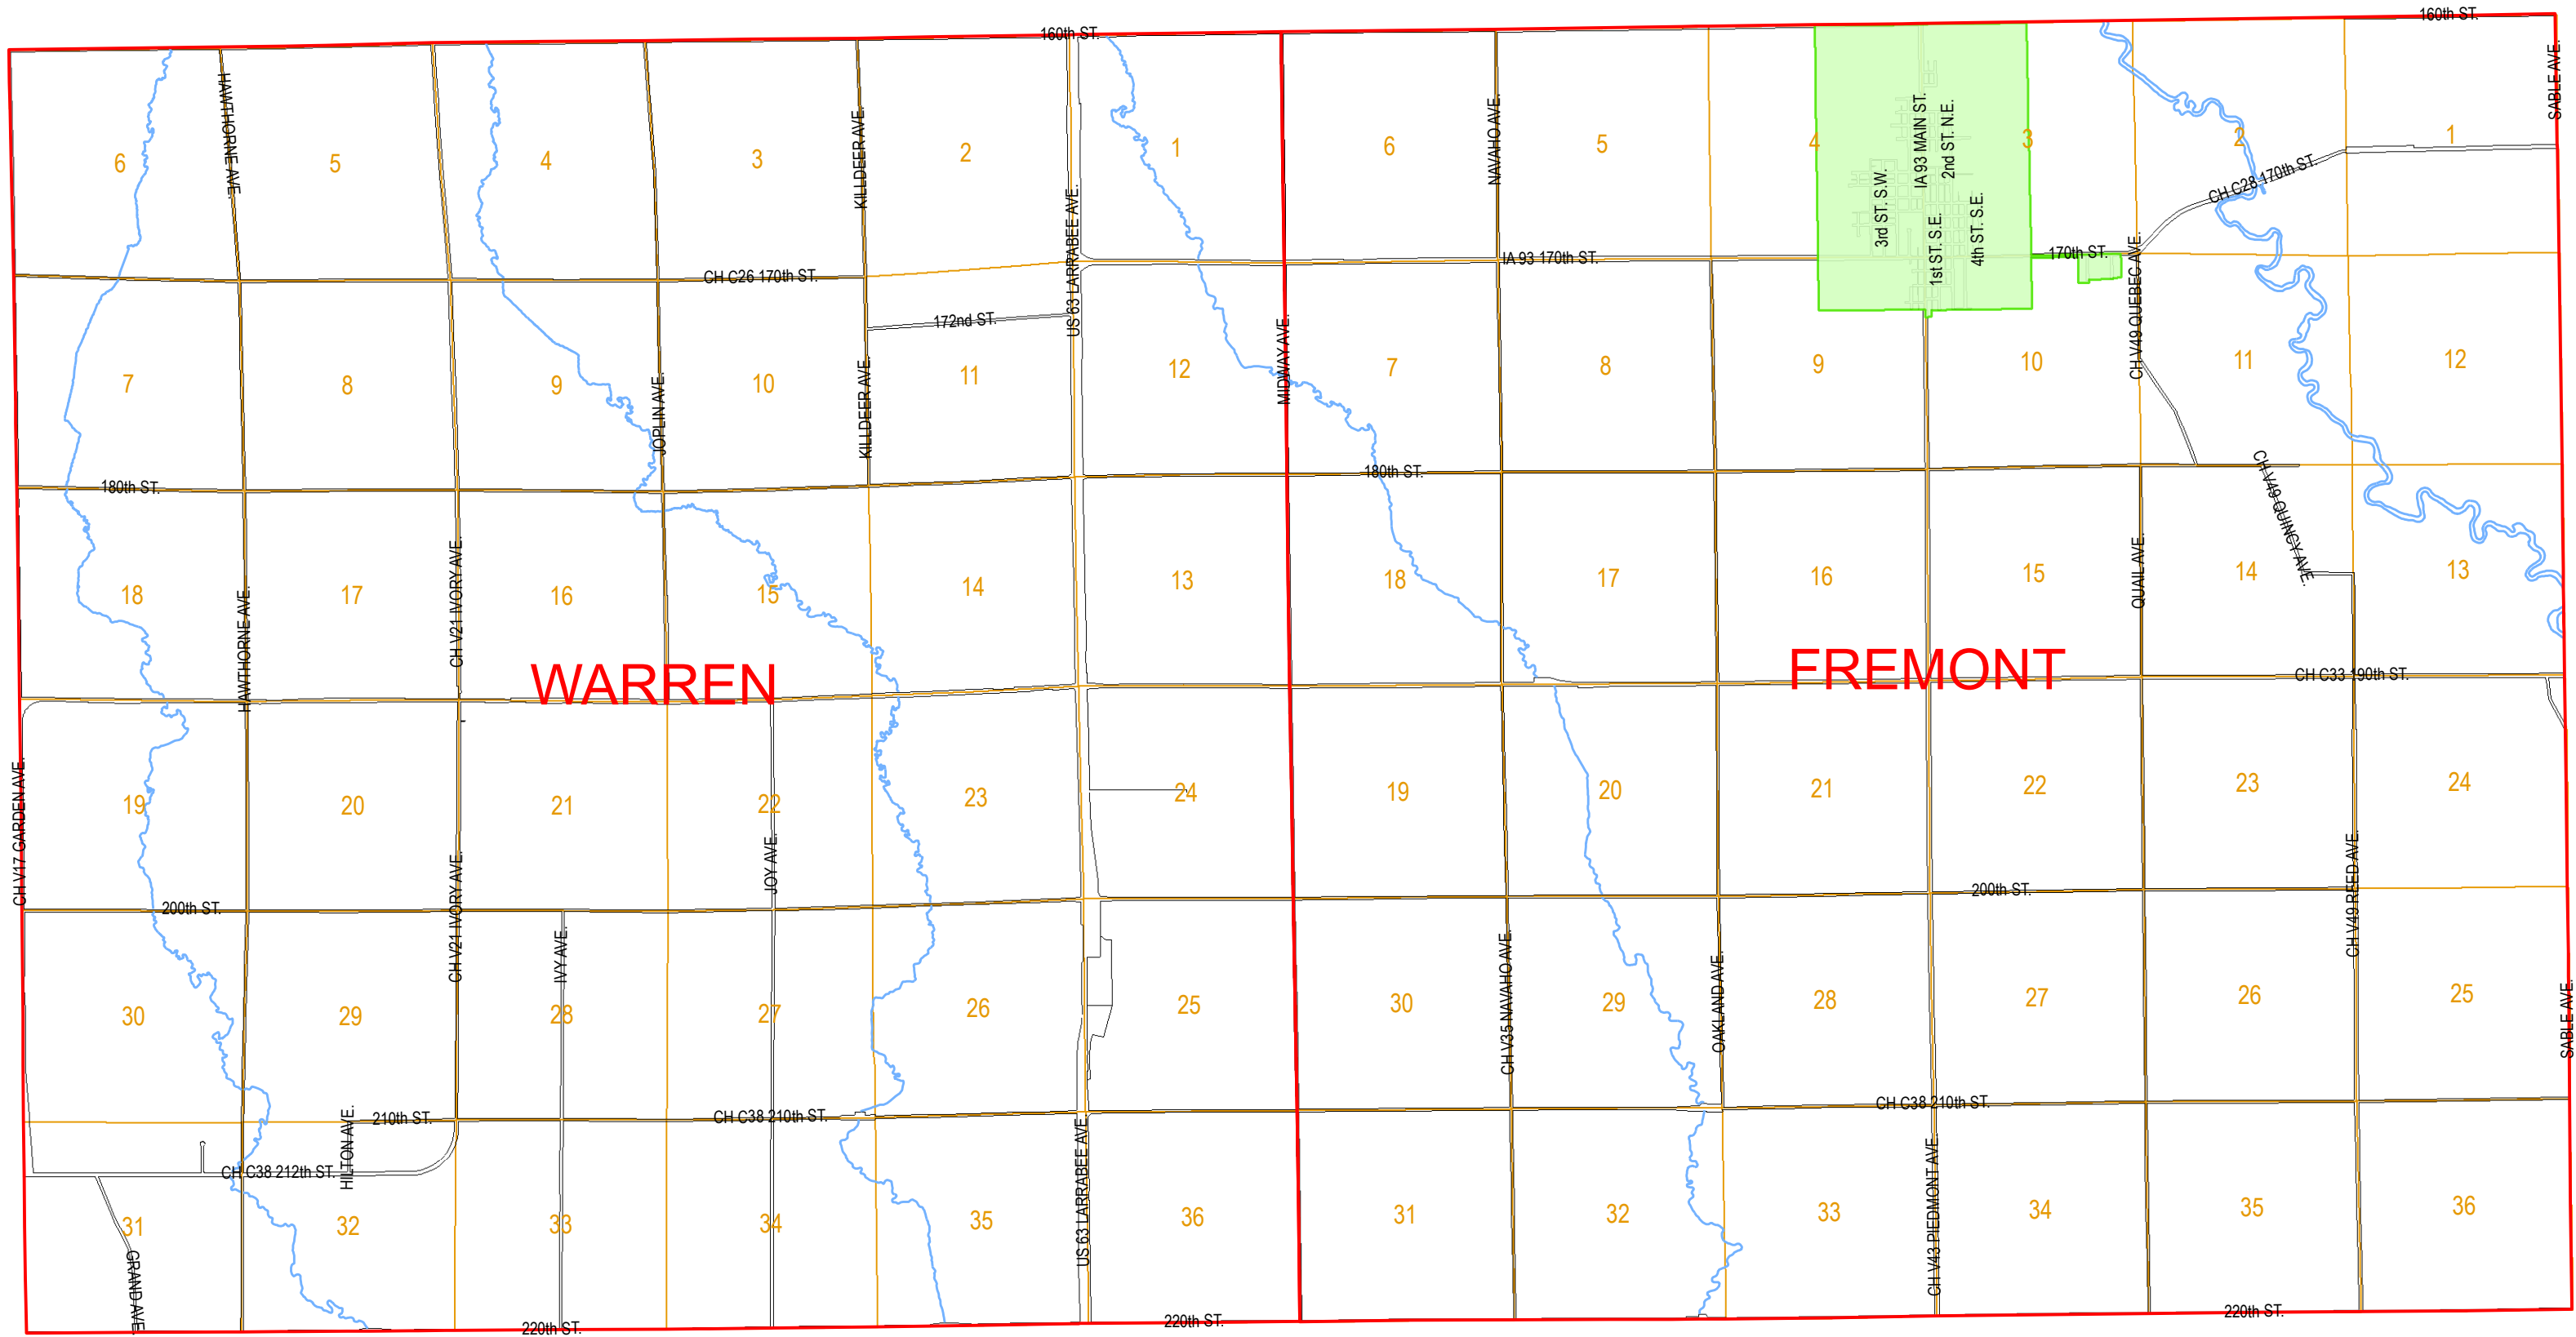 160th ST.
160th ST.
HAWTHORNE AVE.
KILLDEER AVE.
US 63 LARRABEE AVE.
NAVAHO AVE.
IA 93 MAIN ST.
2nd ST. N.E.
3rd ST. S.W.
1st ST. S.E.
4th ST. S.E.
SABLE AVE.
6 5 4 3 2 1 6 5 4 3 2 1
CH C28 170th ST.
CH C26 170th ST.
IA 93 170th ST.
170th ST.
172nd ST.
MIDWAY AVE.
CH V49 QUEBEC AVE.
7 8 9 10 11 12 7 8 9 10 11 12
JOPLIN AVE.
KILLDEER AVE.
180th ST.
180th ST.
CH V49 QUINCY AVE.
18 17 16 15 14 13 18 17 16 15 14 13
HAWTHORNE AVE.
CH V21 IVORY AVE.
QUAIL AVE.
WARREN
FREMONT
CH C33 190th ST.
CH V17 GARDEN AVE.
19 20 21 22 23 24 19 20 21 22 23 24
CH V21 IVORY AVE.
JOY AVE.
CH V49 REED AVE.
200th ST.
200th ST.
IVY AVE.
CH V35 NAVAHO AVE.
OAKLAND AVE.
SABLE AVE.
30 29 28 27 26 25 30 29 28 27 26 25
HILTON AVE.
210th ST.
CH C38 210th ST.
CH C38 210th ST.
CH C38 212th ST.
US 63 LARRABEE AVE.
CH V43 PIEDMONT AVE.
31 32 33 34 35 36 31 32 33 34 35 36
GRAND AVE.
220th ST.
220th ST.
220th ST.